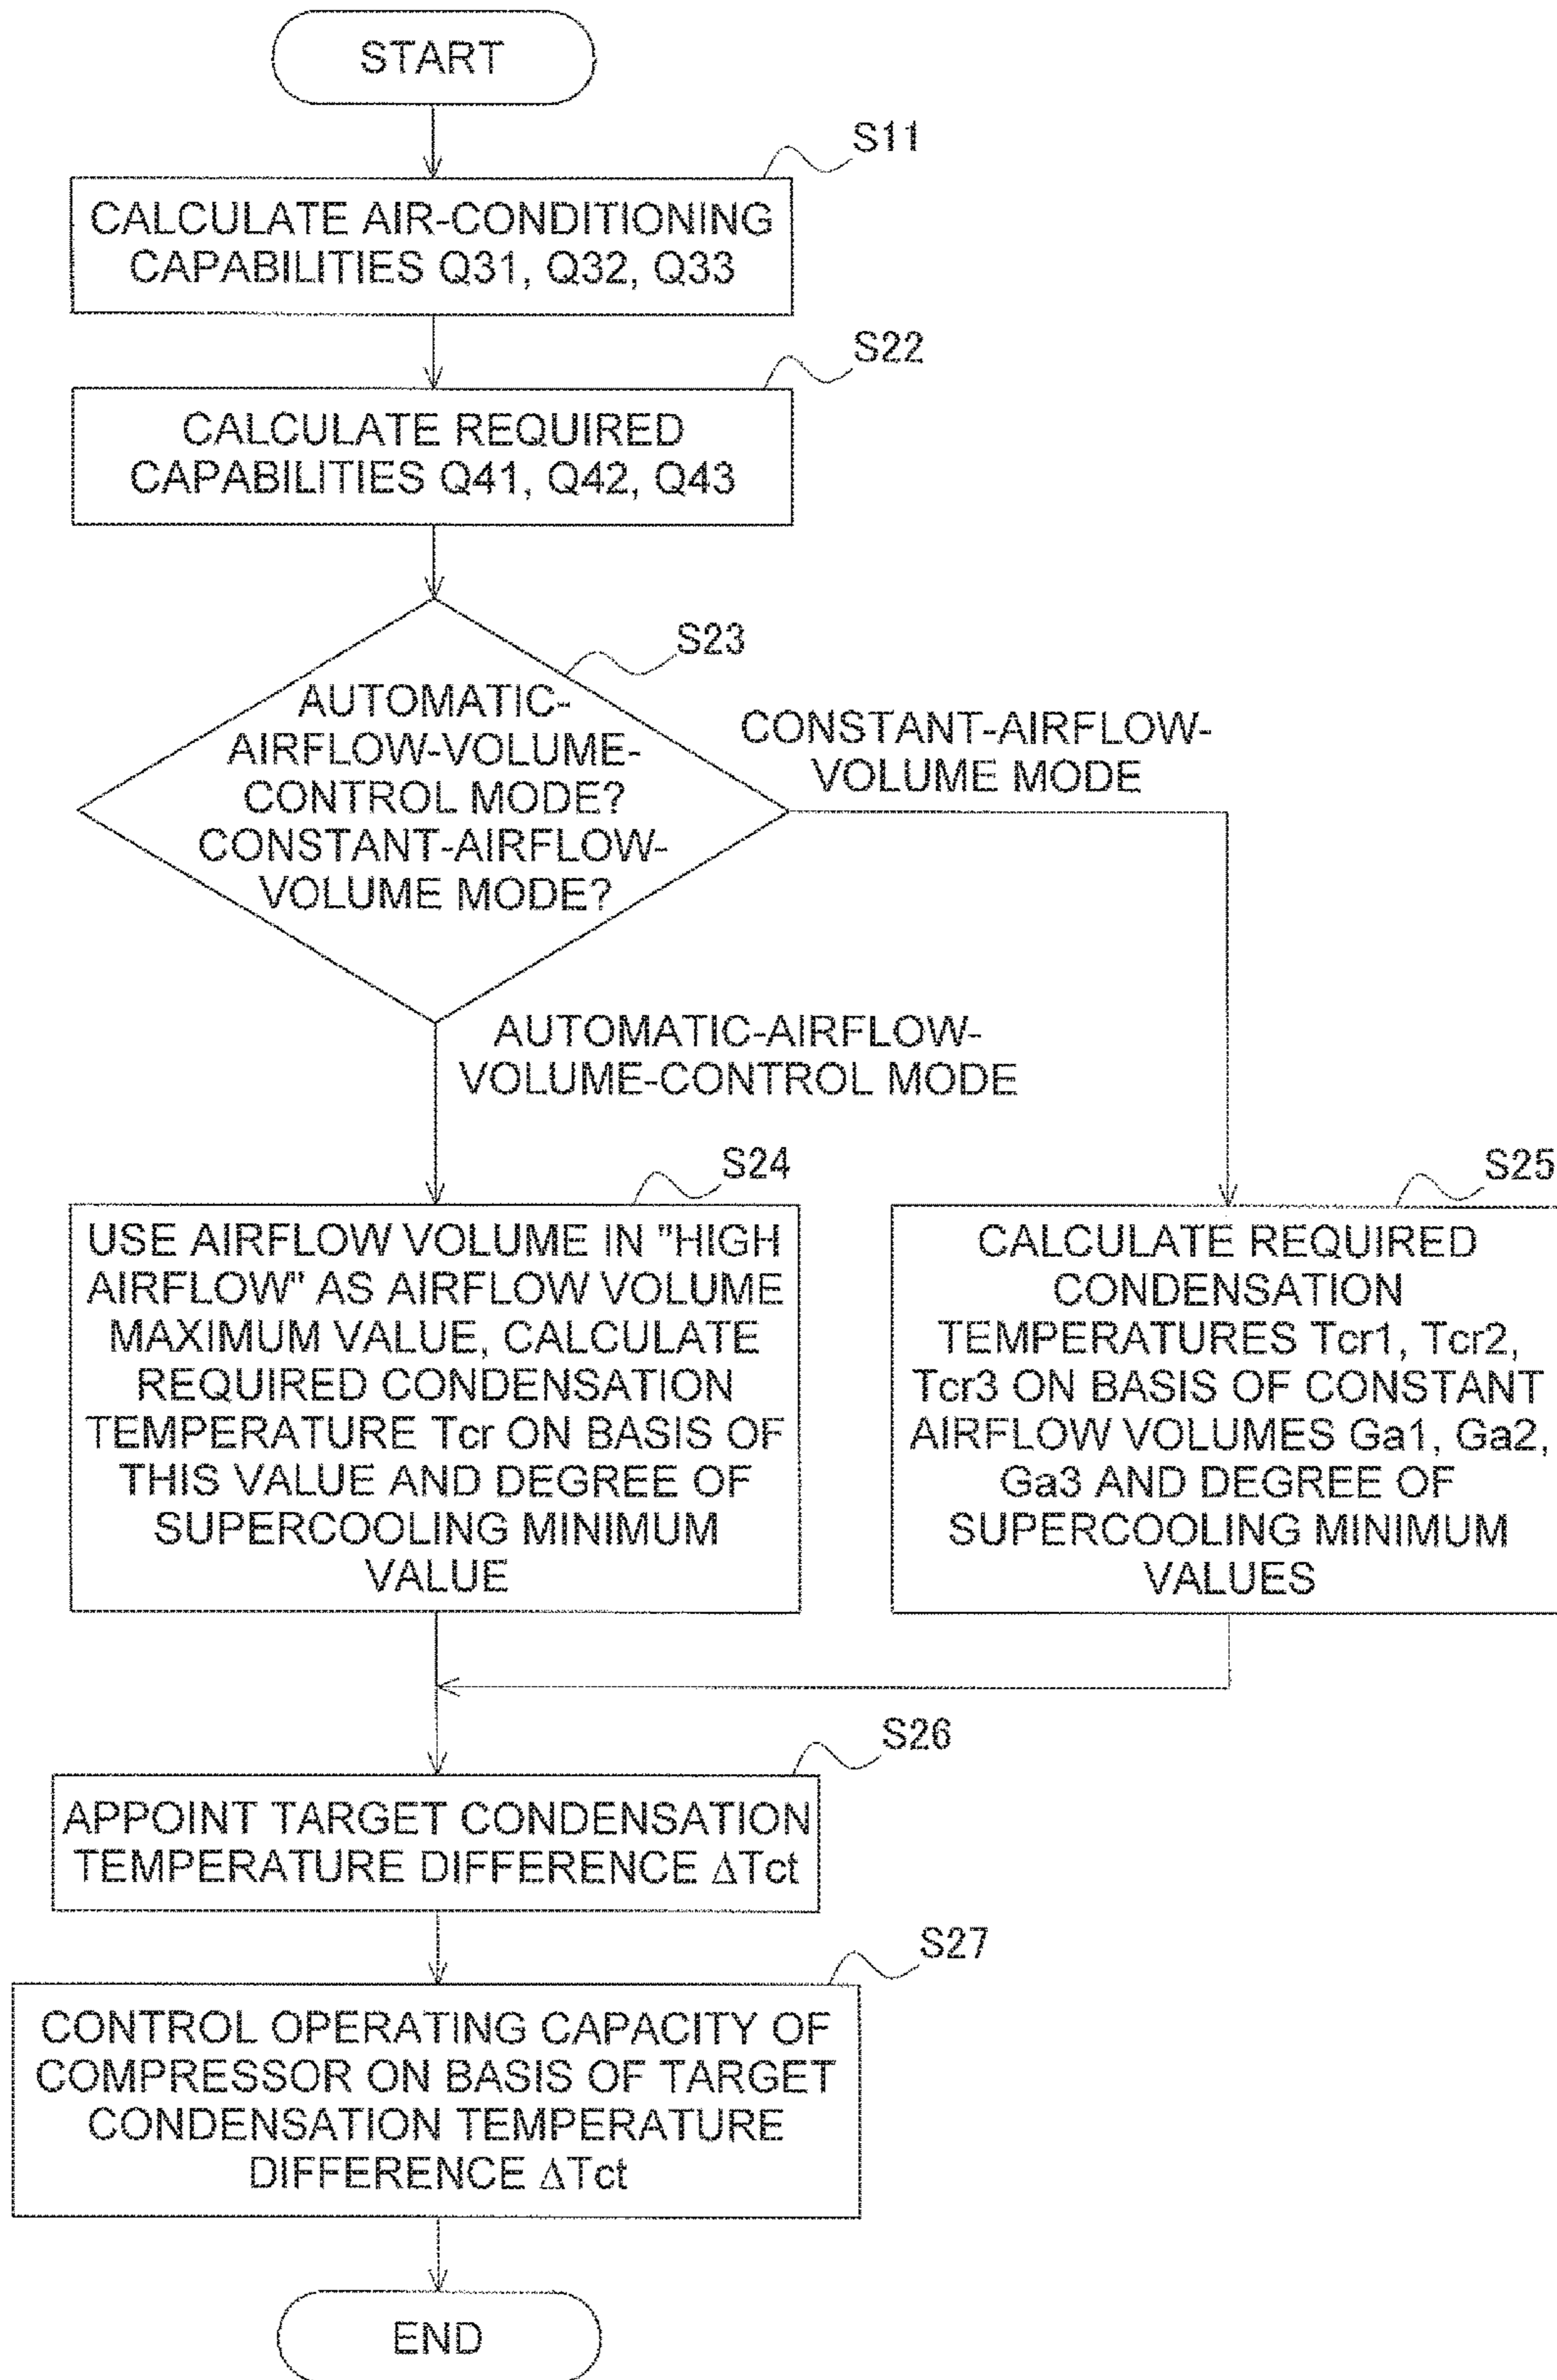 START
S11
CALCULATE AIR-CONDITIONING
CAPABILITIES Q31, Q32, Q33
S22
CALCULATE REQUIRED
CAPABILITIES Q41, Q42, Q43
S23
AUTOMATIC-
AIRFLOW-VOLUME-
CONTROL MODE?
CONSTANT-AIRFLOW-
VOLUME MODE?
CONSTANT-AIRFLOW-
VOLUME MODE
AUTOMATIC-AIRFLOW-
VOLUME-CONTROL MODE
S24
USE AIRFLOW VOLUME IN "HIGH
AIRFLOW" AS AIRFLOW VOLUME
MAXIMUM VALUE, CALCULATE
REQUIRED CONDENSATION
TEMPERATURE Tcr ON BASIS OF
THIS VALUE AND DEGREE OF
SUPERCOOLING MINIMUM
VALUE
S25
CALCULATE REQUIRED
CONDENSATION
TEMPERATURES Tcr1, Tcr2,
Tcr3 ON BASIS OF CONSTANT
AIRFLOW VOLUMES Ga1, Ga2,
Ga3 AND DEGREE OF
SUPERCOOLING MINIMUM
VALUES
S26
APPOINT TARGET CONDENSATION
TEMPERATURE DIFFERENCE ΔTct
S27
CONTROL OPERATING CAPACITY OF
COMPRESSOR ON BASIS OF TARGET
CONDENSATION TEMPERATURE
DIFFERENCE ΔTct
END